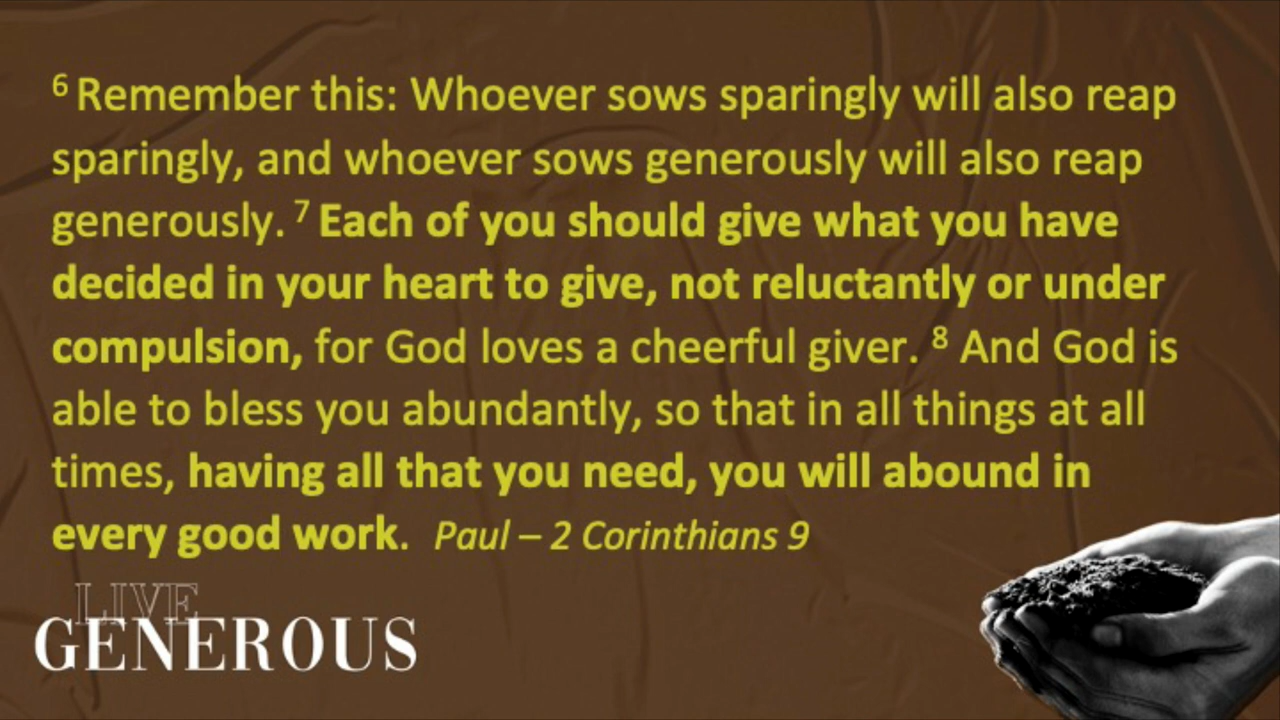 ⁶ Remember this: Whoever sows sparingly will also reap
sparingly, and whoever sows generously will also reap
generously. ⁷ Each of you should give what you have
decided in your heart to give, not reluctantly or under
compulsion, for God loves a cheerful giver. ⁸ And God is
able to bless you abundantly, so that in all things at all
times, having all that you need, you will abound in
every good work. Paul – 2 Corinthians 9
LIVE
GENEROUS